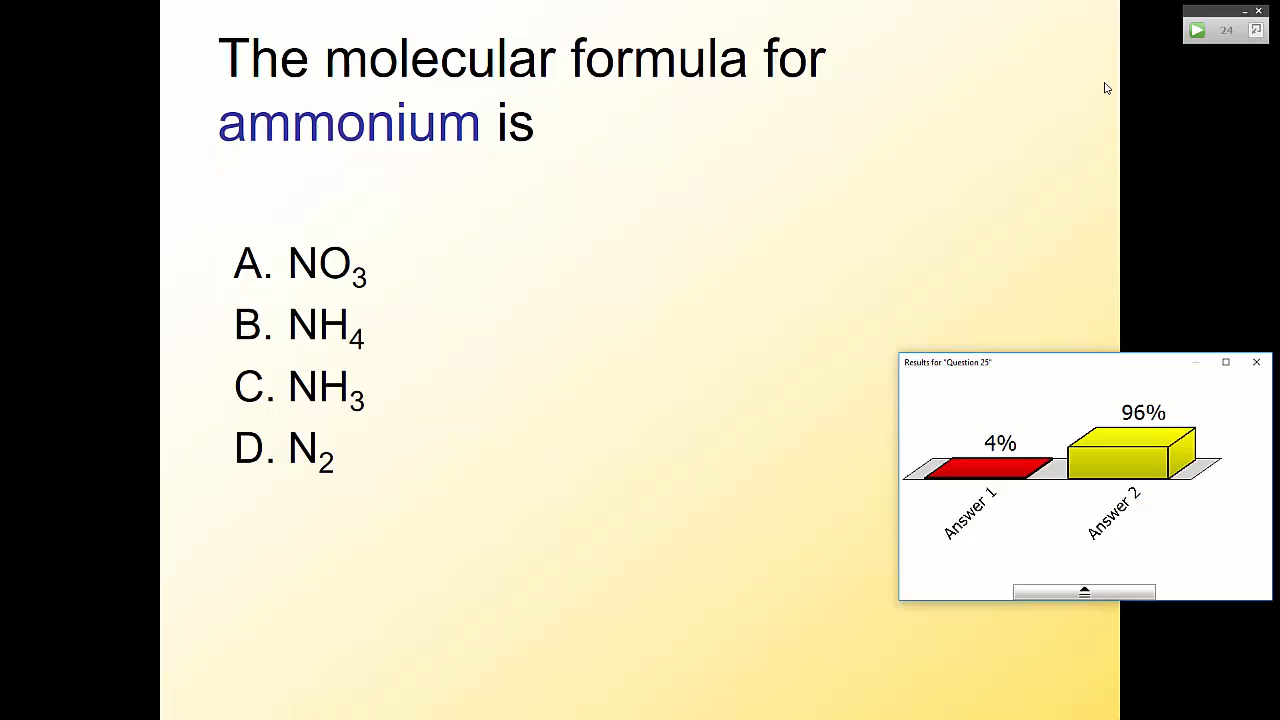 The molecular formula for
ammonium is
A. NO₃
B. NH₄
C. NH₃
D. N₂
24
Results for "Question 25"
4%
96%
Answer 1
Answer 2